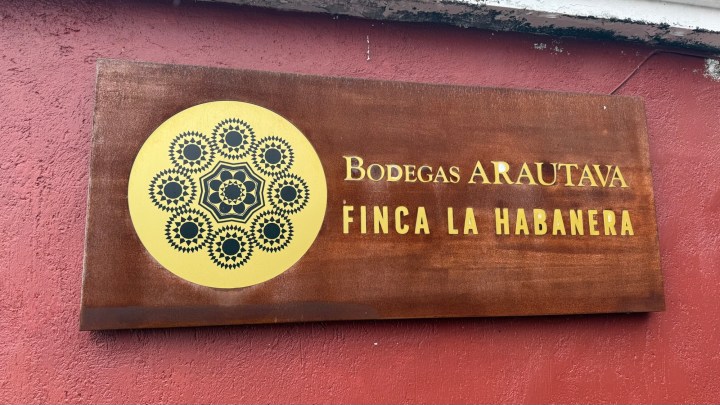 BODEGAS ARAUTAVA
FINCA LA HABANERA